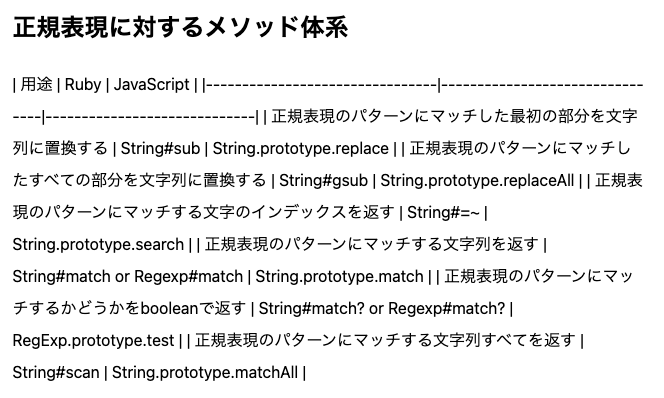 正規表現に対するメソッド体系
| 用途 | Ruby | JavaScript | |--------------------------------|--------------------------------
----|-----------------------------| | 正規表現のパターンにマッチした最初の部分を文字
列に置換する | String#sub | String.prototype.replace | | 正規表現のパターンにマッチし
たすべての部分を文字列に置換する | String#gsub | String.prototype.replaceAll | | 正規表
現のパターンにマッチする文字のインデックスを返す | String#=~ |
String.prototype.search | | 正規表現のパターンにマッチする文字列を返す |
String#match or Regexp#match | String.prototype.match | | 正規表現のパターンにマッ
チするかどうかをbooleanで返す | String#match? or Regexp#match? |
RegExp.prototype.test | | 正規表現のパターンにマッチする文字列すべてを返す |
String#scan | String.prototype.matchAll |